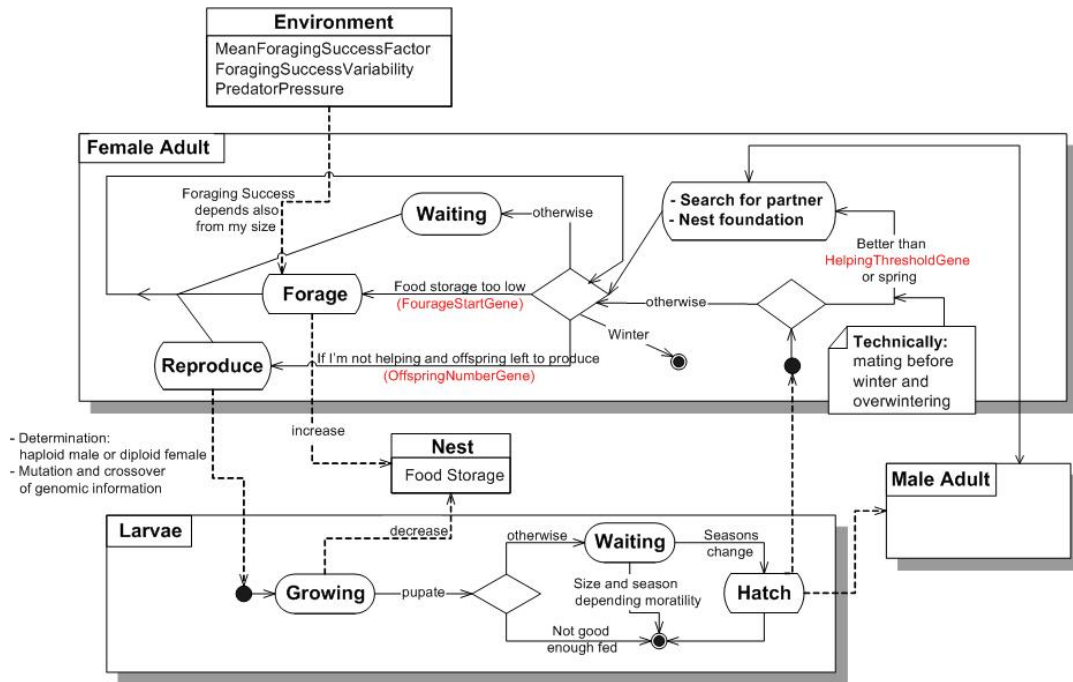 Environment
MeanForagingSuccessFactor
ForagingSuccessVariability
PredatorPressure
Female Adult
Foraging Success
depends also
from my size
Waiting
otherwise
- Search for partner
- Nest foundation
Better than
HelpingThresholdGene
or spring
Forage
Food storage too low
(FourageStartGene)
otherwise
Winter
Technically:
mating before
winter and
overwintering
Reproduce
If I'm not helping and offspring left to produce
(OffspringNumberGene)
- Determination:
haploid male or diploid female
- Mutation and crossover
of genomic information
increase
Nest
Food Storage
Male Adult
Larvae
decrease
otherwise
Waiting
Seasons
change
Growing
pupate
Size and season
depending moratility
Hatch
Not good
enough fed